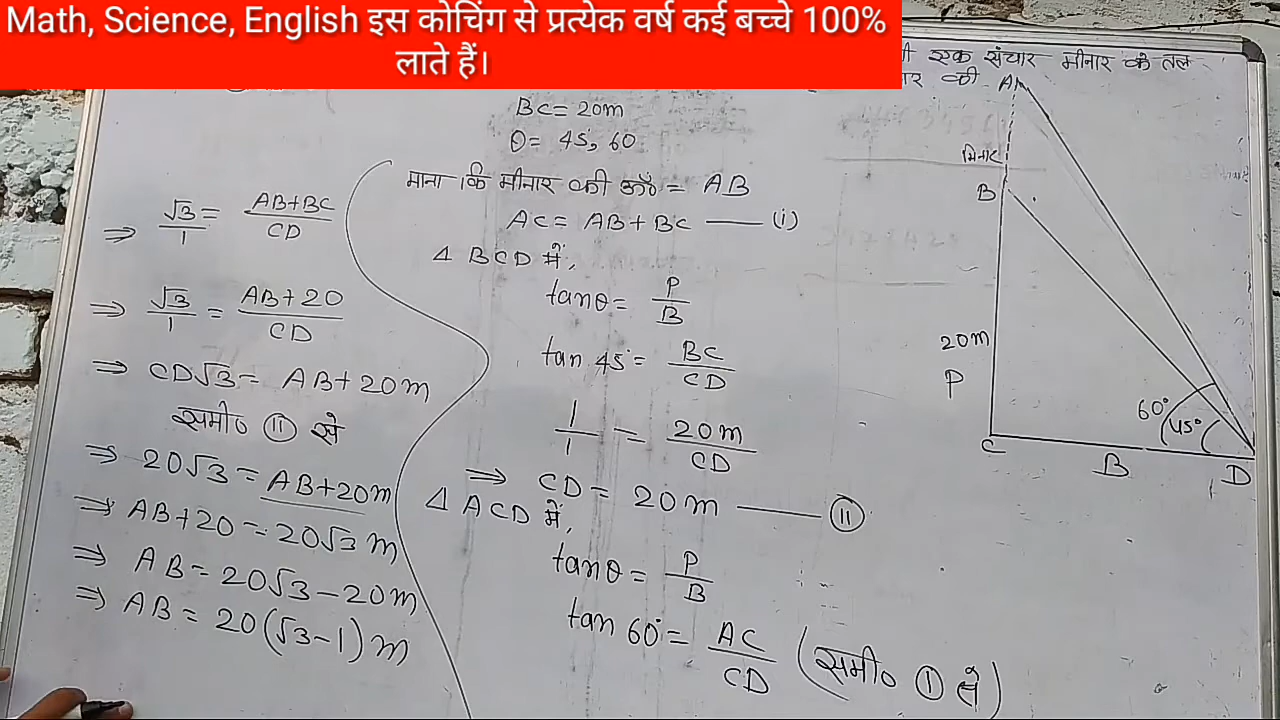 Math, Science, English इस कोचिंग से प्रत्येक वर्ष कई बच्चे 100%
लाते हैं।
एक संचार मीनार के तल
की
BC = 20m
θ = 45, 60
माना कि मीनार की ऊँ० = AB
AC = AB + BC —— (i)
Δ BCD में,
tanθ = P/B
tan 45° = BC/CD
1/1 = 20m/CD
⇒ CD = 20m —— (II)
Δ ACD में,
tanθ = P/B
tan 60° = AC/CD (समी० (I) से)
⇒ √3/1 = AB+BC/CD
⇒ √3/1 = AB+20/CD
⇒ CD√3 = AB+20m
समी० (II) से
⇒ 20√3 = AB+20m
⇒ AB+20 = 20√3 m
⇒ AB = 20√3 – 20m
⇒ AB = 20(√3–1)m
A
मिनार
B
20m
P
60°
45°
C
B
D